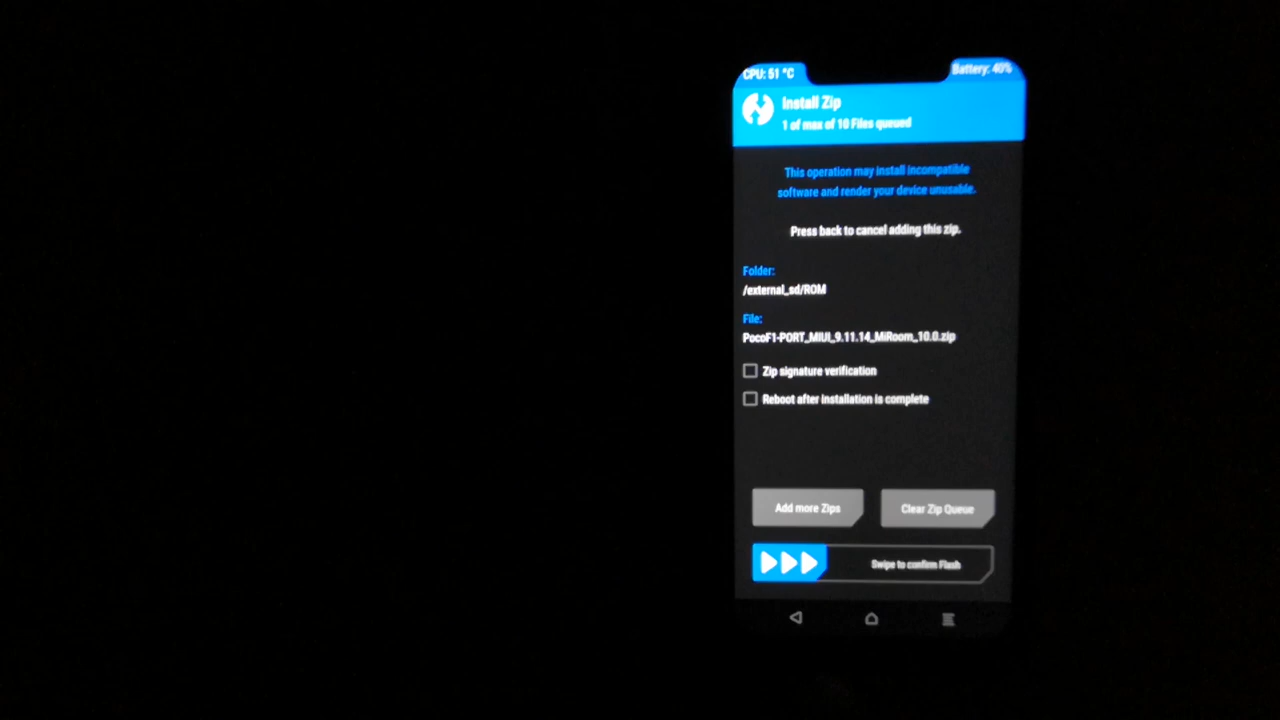 CPU: 51 °C
Battery: 40%
Install Zip
1 of max of 10 Files queued
This operation may install incompatible
software and render your device unusable.
Press back to cancel adding this zip.
Folder:
/external_sd/ROM
File:
PocoF1-PORT_MIUI_9.11.14_MiRoom_10.0.zip
Zip signature verification
Reboot after installation is complete
Add more Zips
Clear Zip Queue
Swipe to confirm Flash